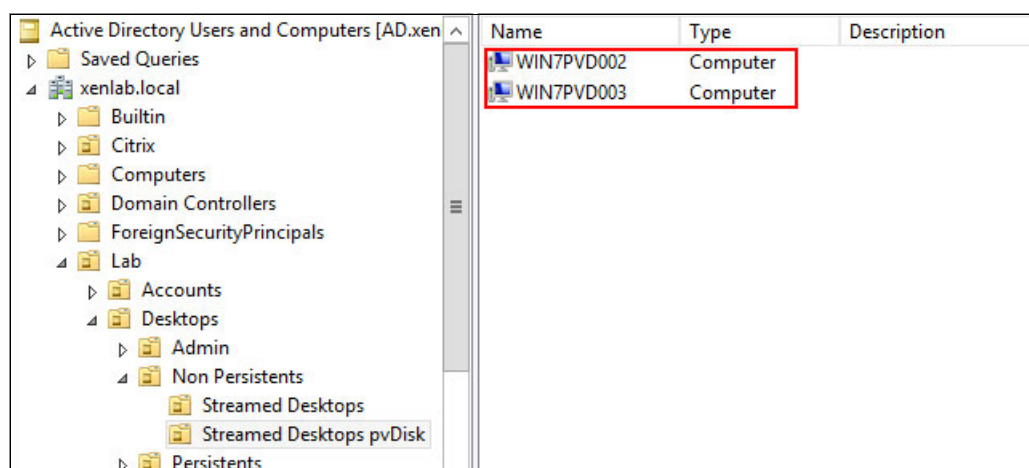 Active Directory Users and Computers [AD.xen
Saved Queries
xenlab.local
Builtin
Citrix
Computers
Domain Controllers
ForeignSecurityPrincipals
Lab
Accounts
Desktops
Admin
Non Persistents
Streamed Desktops
Streamed Desktops pvDisk
Persistents
Name Type Description
WIN7PVD002 Computer
WIN7PVD003 Computer